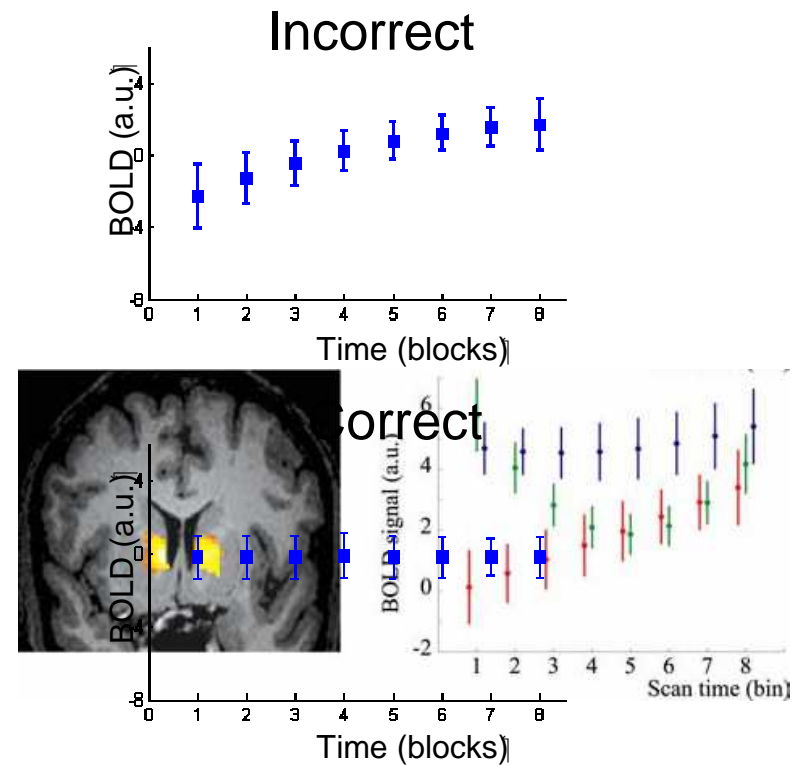 Incorrect
BOLD (a.u.)
4
0
-4
-8
0 1 2 3 4 5 6 7 8
Time (blocks)
Correct
BOLD (a.u.)
4
0
-4
-8
0 1 2 3 4 5 6 7 8
Time (blocks)
BOLD signal (a.u.)
6
4
2
0
-2
1 2 3 4 5 6 7 8
Scan time (bin)